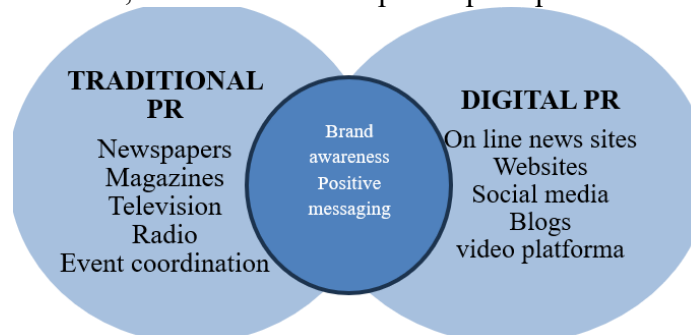 TRADITIONAL
PR
Newspapers
Magazines
Television
Radio
Event coordination
Brand
awareness
Positive
messaging
DIGITAL PR
On line news sites
Websites
Social media
Blogs
video platforma